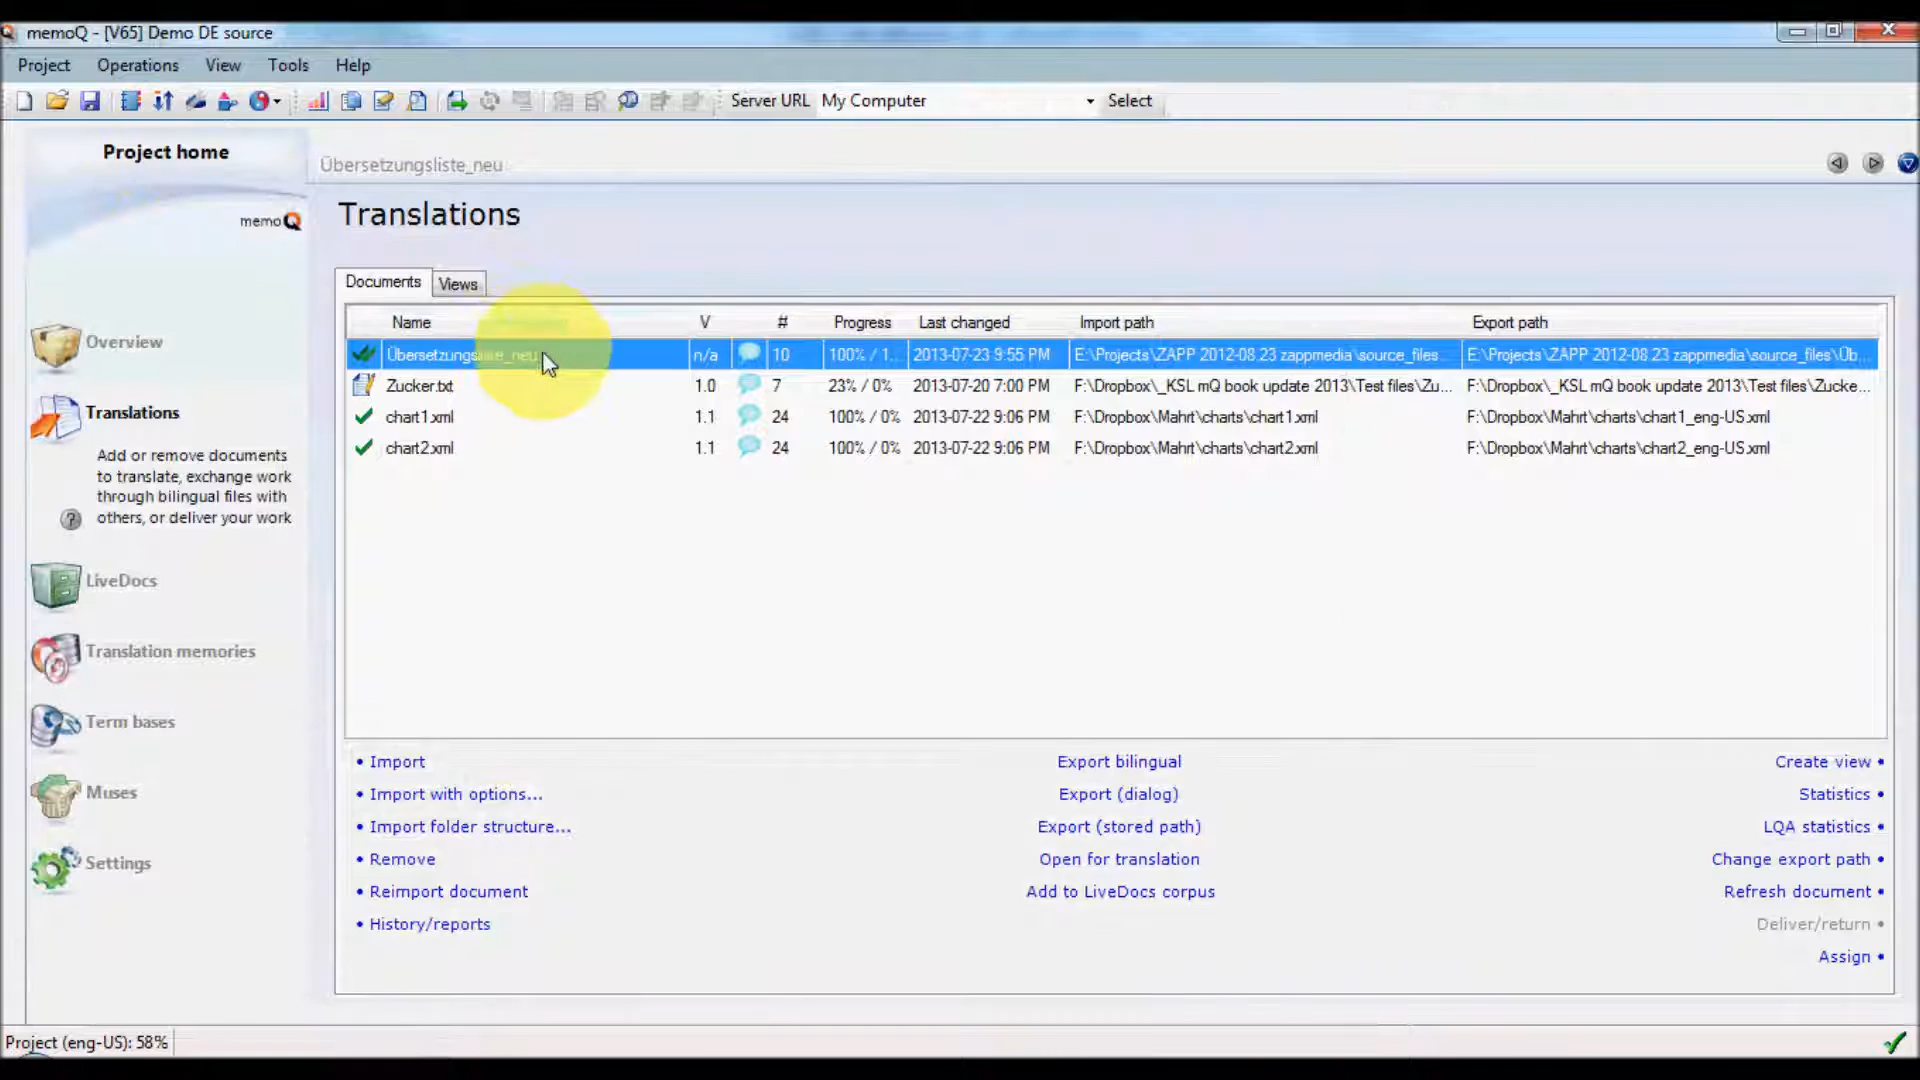 memoQ - [V65] Demo DE source
Project Operations View Tools Help
Server URL My Computer Select
Project home
memoQ
Übersetzungsliste_neu
Translations
Documents Views
Name V # Progress Last changed Import path Export path
Übersetzungsliste_neu n/a 10 100% / 1... 2013-07-23 9:55 PM E:\Projects\ZAPP 2012-08 23 zappmedia\source_files... E:\Projects\ZAPP 2012-08 23 zappmedia\source_files\Üb...
Zucker.txt 1.0 7 23% / 0% 2013-07-20 7:00 PM F:\Dropbox\_KSL mQ book update 2013\Test files\Zu... F:\Dropbox\_KSL mQ book update 2013\Test files\Zucke...
chart1.xml 1.1 24 100% / 0% 2013-07-22 9:06 PM F:\Dropbox\Mahrt\charts\chart1.xml F:\Dropbox\Mahrt\charts\chart1_eng-US.xml
chart2.xml 1.1 24 100% / 0% 2013-07-22 9:06 PM F:\Dropbox\Mahrt\charts\chart2.xml F:\Dropbox\Mahrt\charts\chart2_eng-US.xml
Overview
Translations
Add or remove documents
to translate, exchange work
through bilingual files with
? others, or deliver your work
LiveDocs
Translation memories
Term bases
Muses
Settings
• Import Export bilingual Create view •
• Import with options... Export (dialog) Statistics •
• Import folder structure... Export (stored path) LQA statistics •
• Remove Open for translation Change export path •
• Reimport document Add to LiveDocs corpus Refresh document •
• History/reports Deliver/return •
Assign •
Project (eng-US): 58%